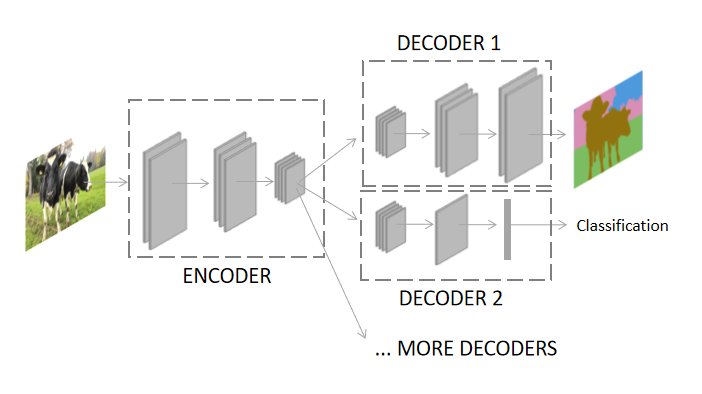 DECODER 1
ENCODER
Classification
DECODER 2
... MORE DECODERS